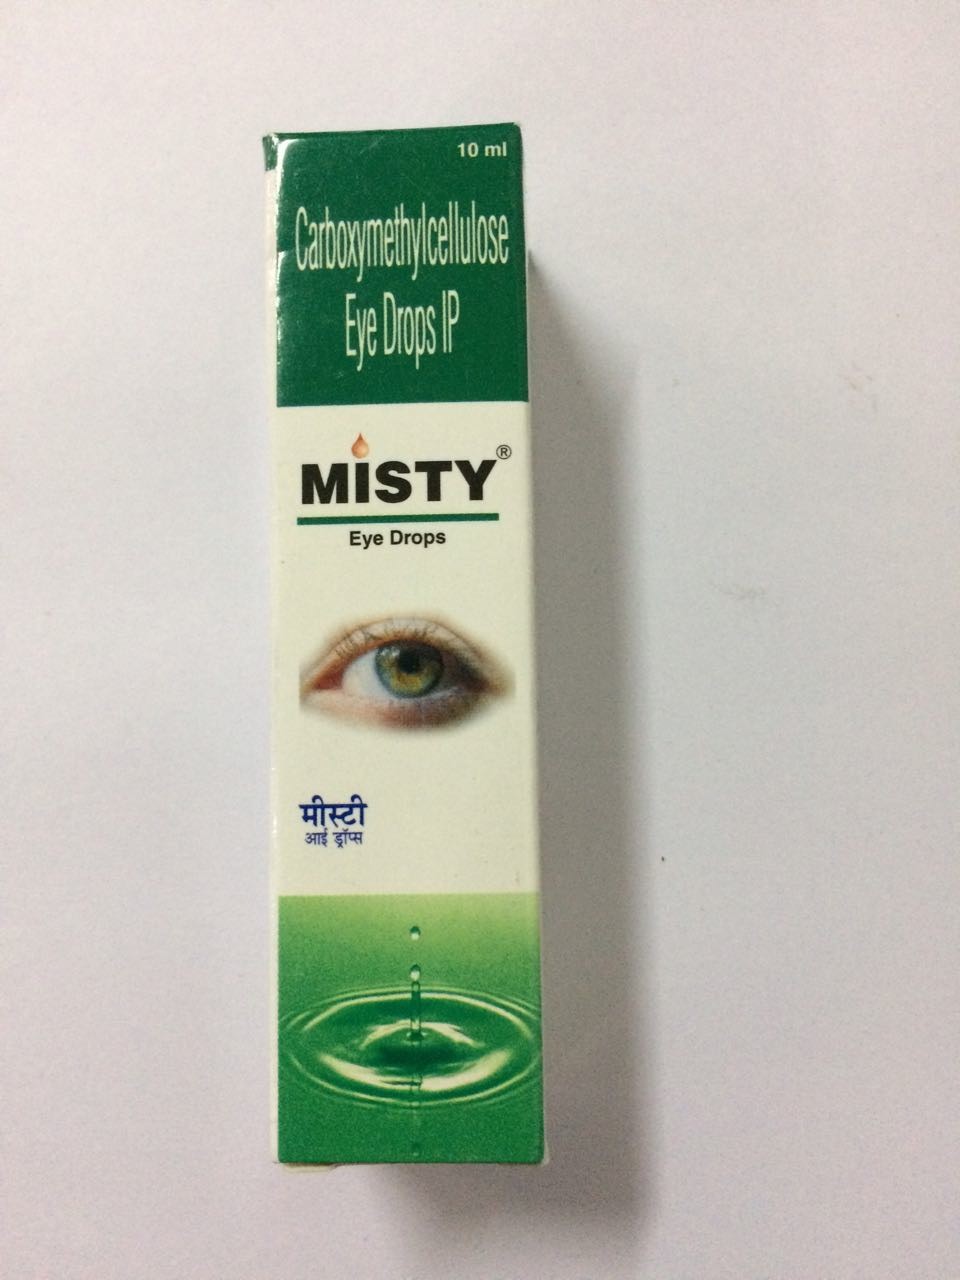 10 ml
Carboxymethylcellulose
Eye Drops IP
MiSTY®
Eye Drops
मीस्टी
आई ड्रॉप्स